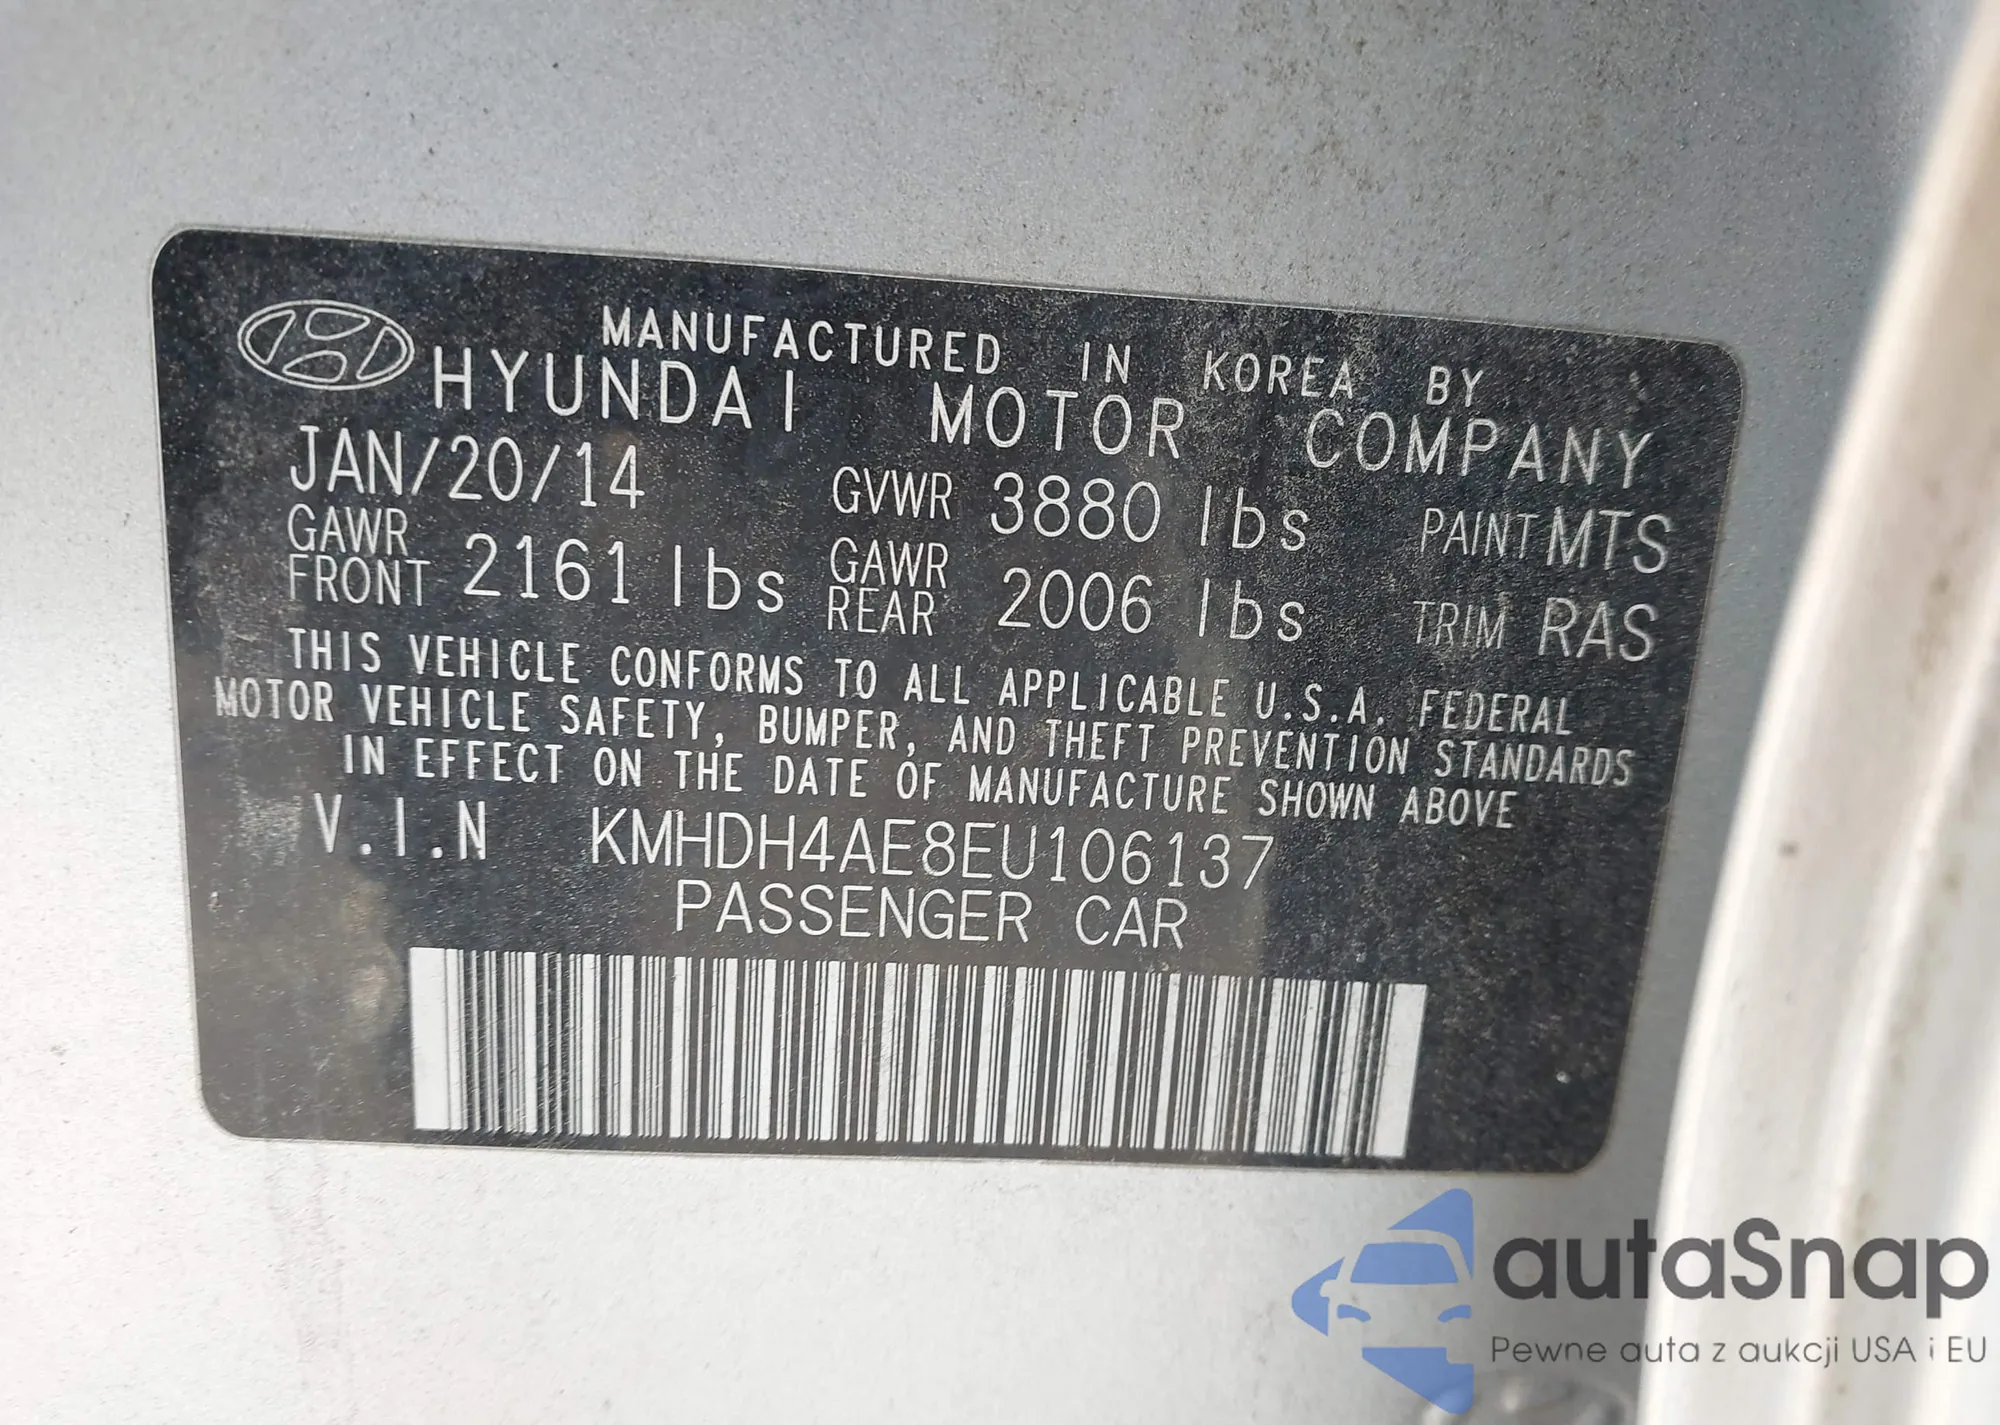 MANUFACTURED IN KOREA BY
HYUNDAI MOTOR COMPANY
JAN/20/14 GVWR 3880 lbs PAINT MTS
GAWR FRONT 2161 lbs GAWR REAR 2006 lbs TRIM RAS
THIS VEHICLE CONFORMS TO ALL APPLICABLE U.S.A. FEDERAL
MOTOR VEHICLE SAFETY, BUMPER, AND THEFT PREVENTION STANDARDS
IN EFFECT ON THE DATE OF MANUFACTURE SHOWN ABOVE
V.I.N KMHDH4AE8EU106137
PASSENGER CAR
autaSnap
Pewne auta z aukcji USA i EU